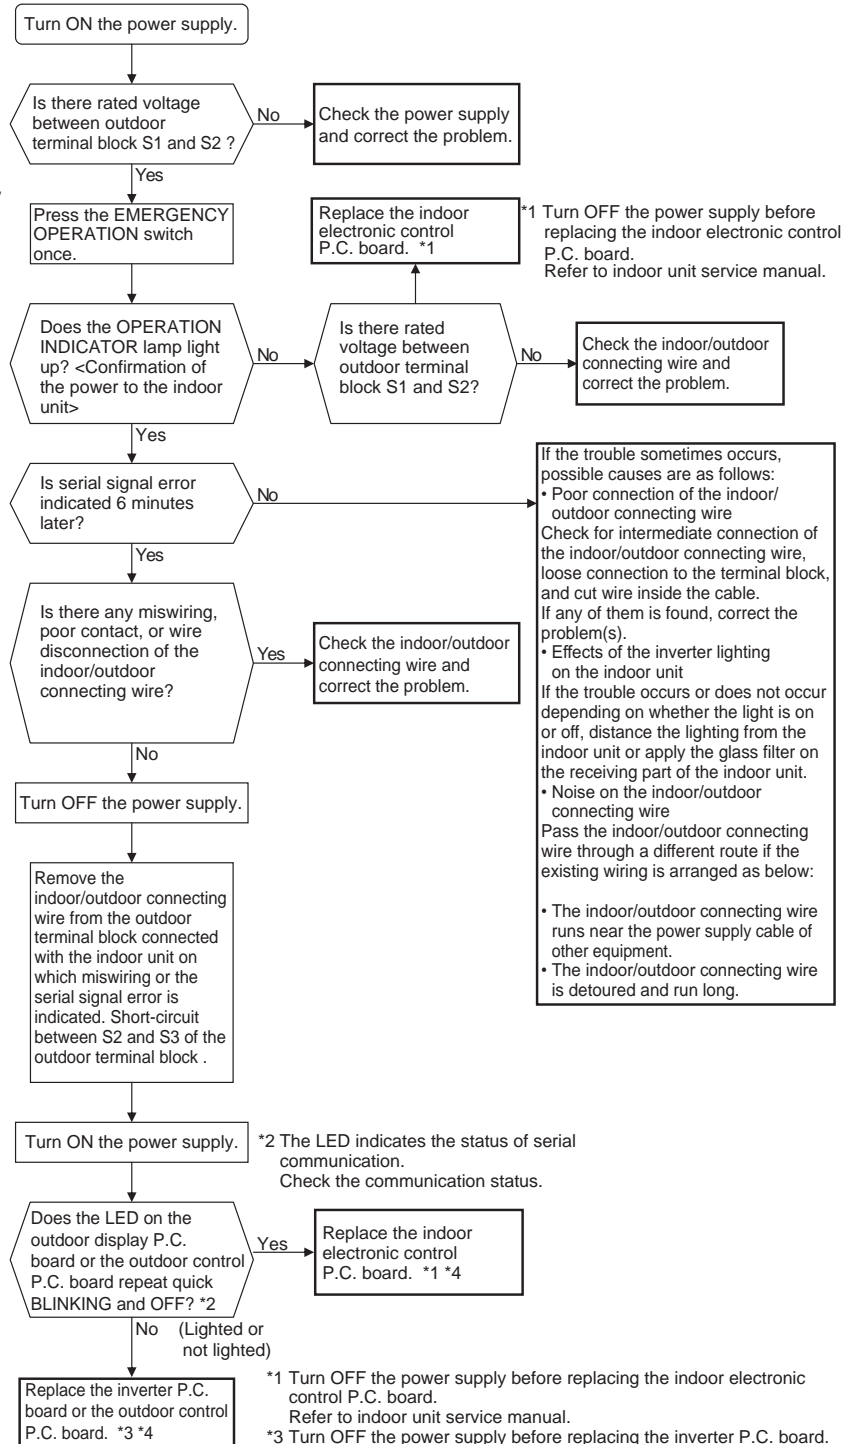 Turn ON the power supply.
Is there rated voltage
between outdoor
terminal block S1 and S2 ?
No
Check the power supply
and correct the problem.
Yes
Press the EMERGENCY
OPERATION switch
once.
Replace the indoor
electronic control
P.C. board. *1
*1 Turn OFF the power supply before
replacing the indoor electronic control
P.C. board.
Refer to indoor unit service manual.
Does the OPERATION
INDICATOR lamp light
up? <Confirmation of
the power to the indoor
unit>
No
Is there rated
voltage between
outdoor terminal
block S1 and S2?
No
Check the indoor/outdoor
connecting wire and
correct the problem.
Yes
Is serial signal error
indicated 6 minutes
later?
No
If the trouble sometimes occurs,
possible causes are as follows:
• Poor connection of the indoor/
outdoor connecting wire
Check for intermediate connection of
the indoor/outdoor connecting wire,
loose connection to the terminal block,
and cut wire inside the cable.
If any of them is found, correct the
problem(s).
• Effects of the inverter lighting
on the indoor unit
If the trouble occurs or does not occur
depending on whether the light is on
or off, distance the lighting from the
indoor unit or apply the glass filter on
the receiving part of the indoor unit.
• Noise on the indoor/outdoor
connecting wire
Pass the indoor/outdoor connecting
wire through a different route if the
existing wiring is arranged as below:
• The indoor/outdoor connecting wire
runs near the power supply cable of
other equipment.
• The indoor/outdoor connecting wire
is detoured and run long.
Yes
Is there any miswiring,
poor contact, or wire
disconnection of the
indoor/outdoor
connecting wire?
Yes
Check the indoor/outdoor
connecting wire and
correct the problem.
No
Turn OFF the power supply.
Remove the
indoor/outdoor connecting
wire from the outdoor
terminal block connected
with the indoor unit on
which miswiring or the
serial signal error is
indicated. Short-circuit
between S2 and S3 of the
outdoor terminal block .
Turn ON the power supply.
*2 The LED indicates the status of serial
communication.
Check the communication status.
Does the LED on the
outdoor display P.C.
board or the outdoor control
P.C. board repeat quick
BLINKING and OFF? *2
Yes
Replace the indoor
electronic control
P.C. board. *1 *4
No (Lighted or
not lighted)
Replace the inverter P.C.
board or the outdoor control
P.C. board. *3 *4
*1 Turn OFF the power supply before replacing the indoor electronic
control P.C. board.
Refer to indoor unit service manual.
*3 Turn OFF the power supply before replacing the inverter P.C. board.